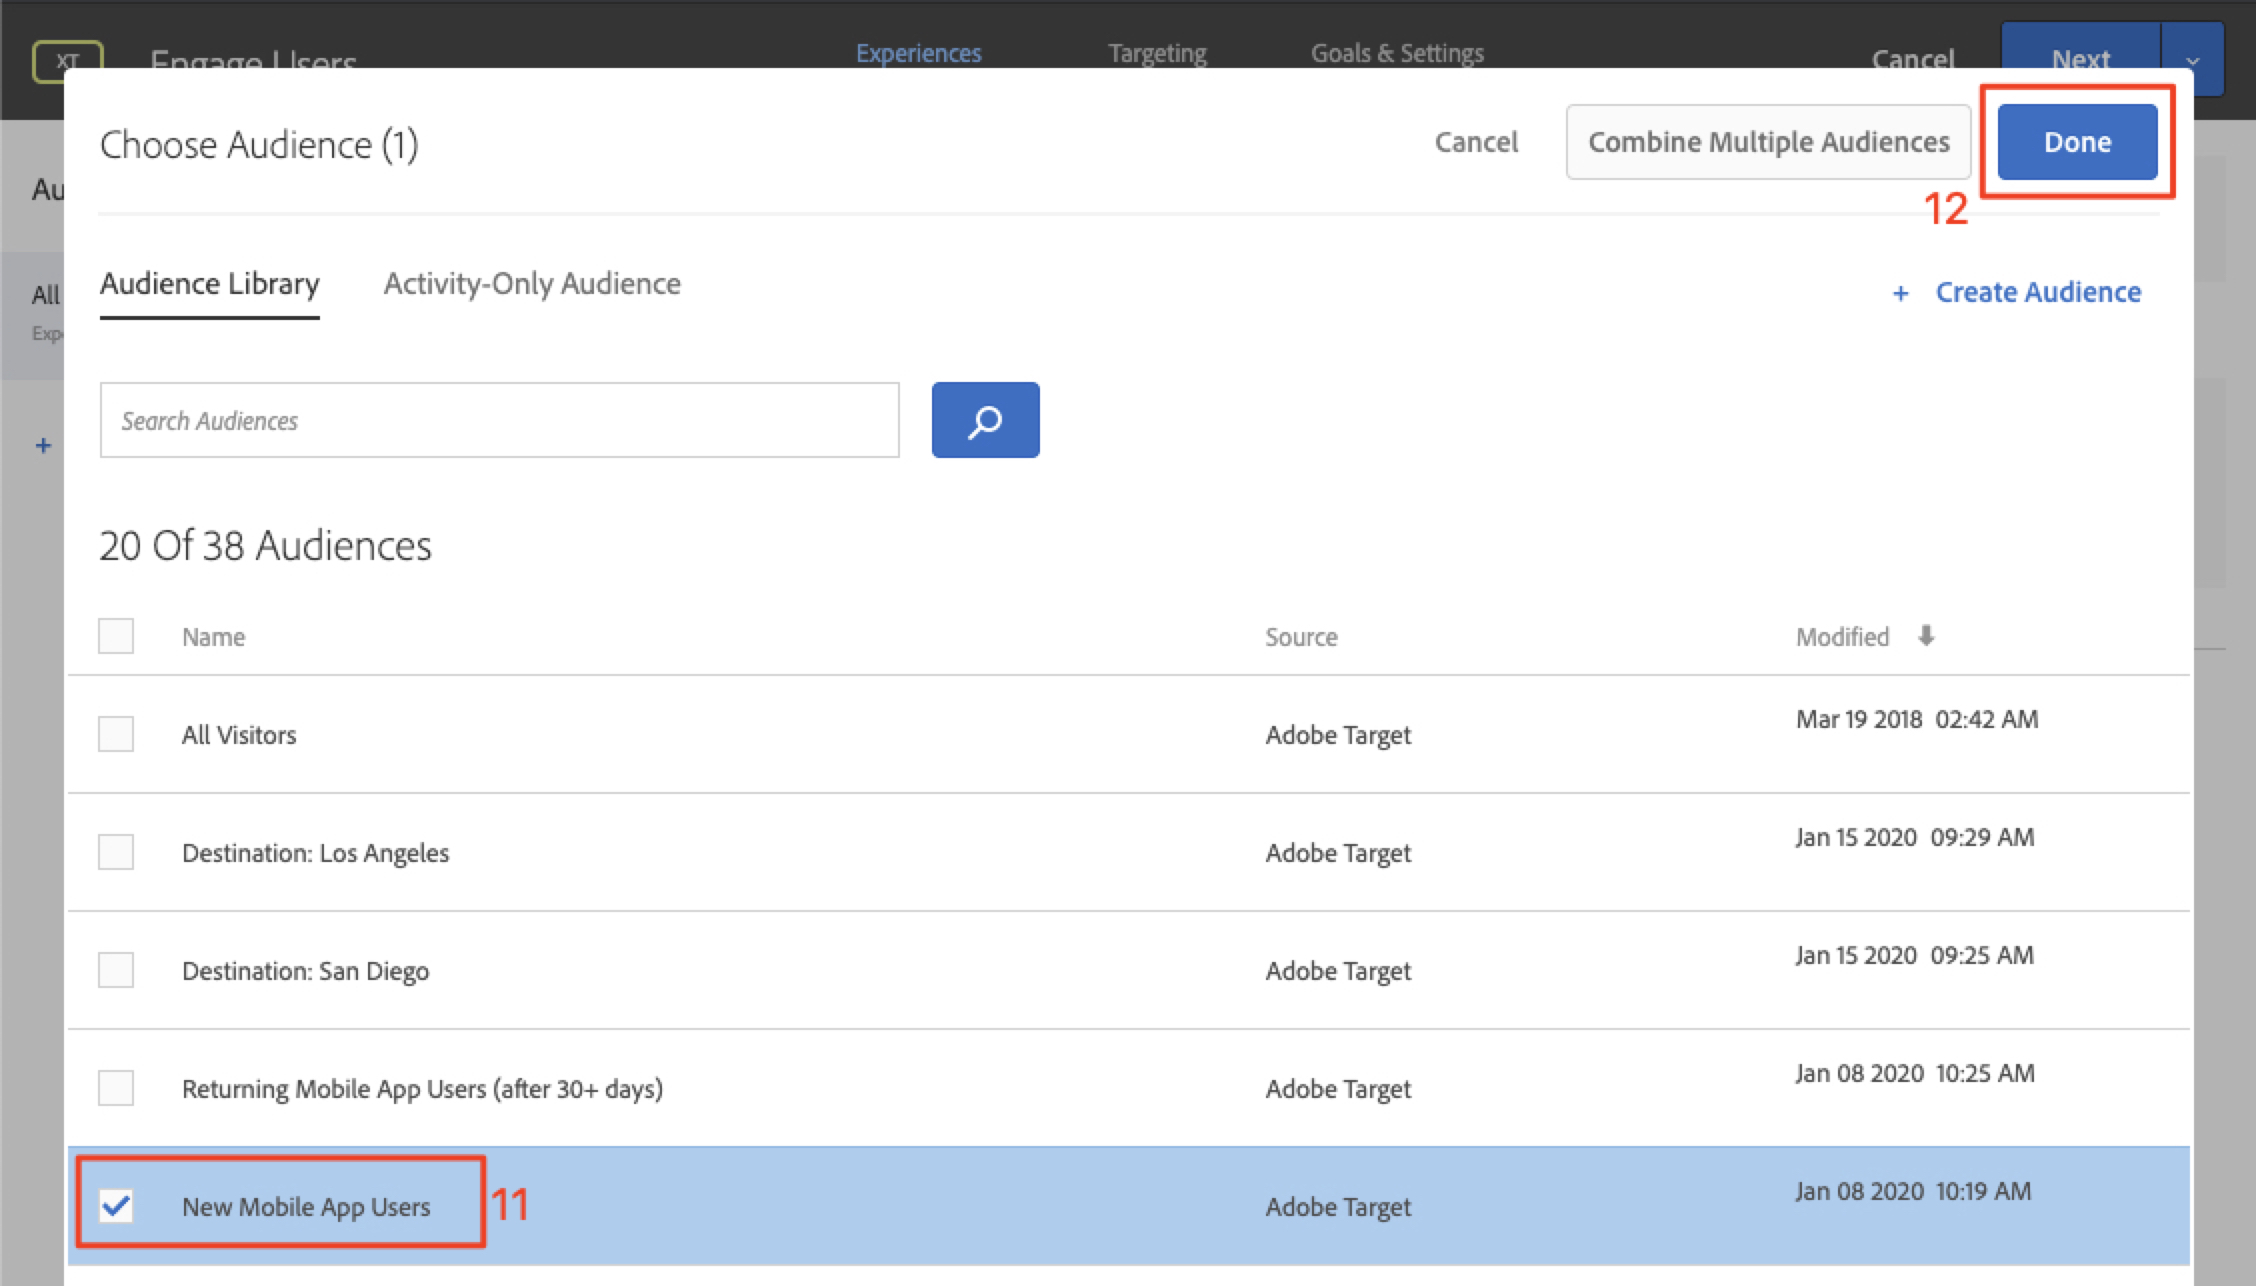 XT Engage Users Experiences Targeting Goals & Settings Cancel Next
Choose Audience (1) Cancel Combine Multiple Audiences Done
12
Au
Audience Library Activity-Only Audience + Create Audience
All
Exp
Search Audiences
+
20 Of 38 Audiences
Name Source Modified
All Visitors Adobe Target Mar 19 2018 02:42 AM
Destination: Los Angeles Adobe Target Jan 15 2020 09:29 AM
Destination: San Diego Adobe Target Jan 15 2020 09:25 AM
Returning Mobile App Users (after 30+ days) Adobe Target Jan 08 2020 10:25 AM
New Mobile App Users 11 Adobe Target Jan 08 2020 10:19 AM